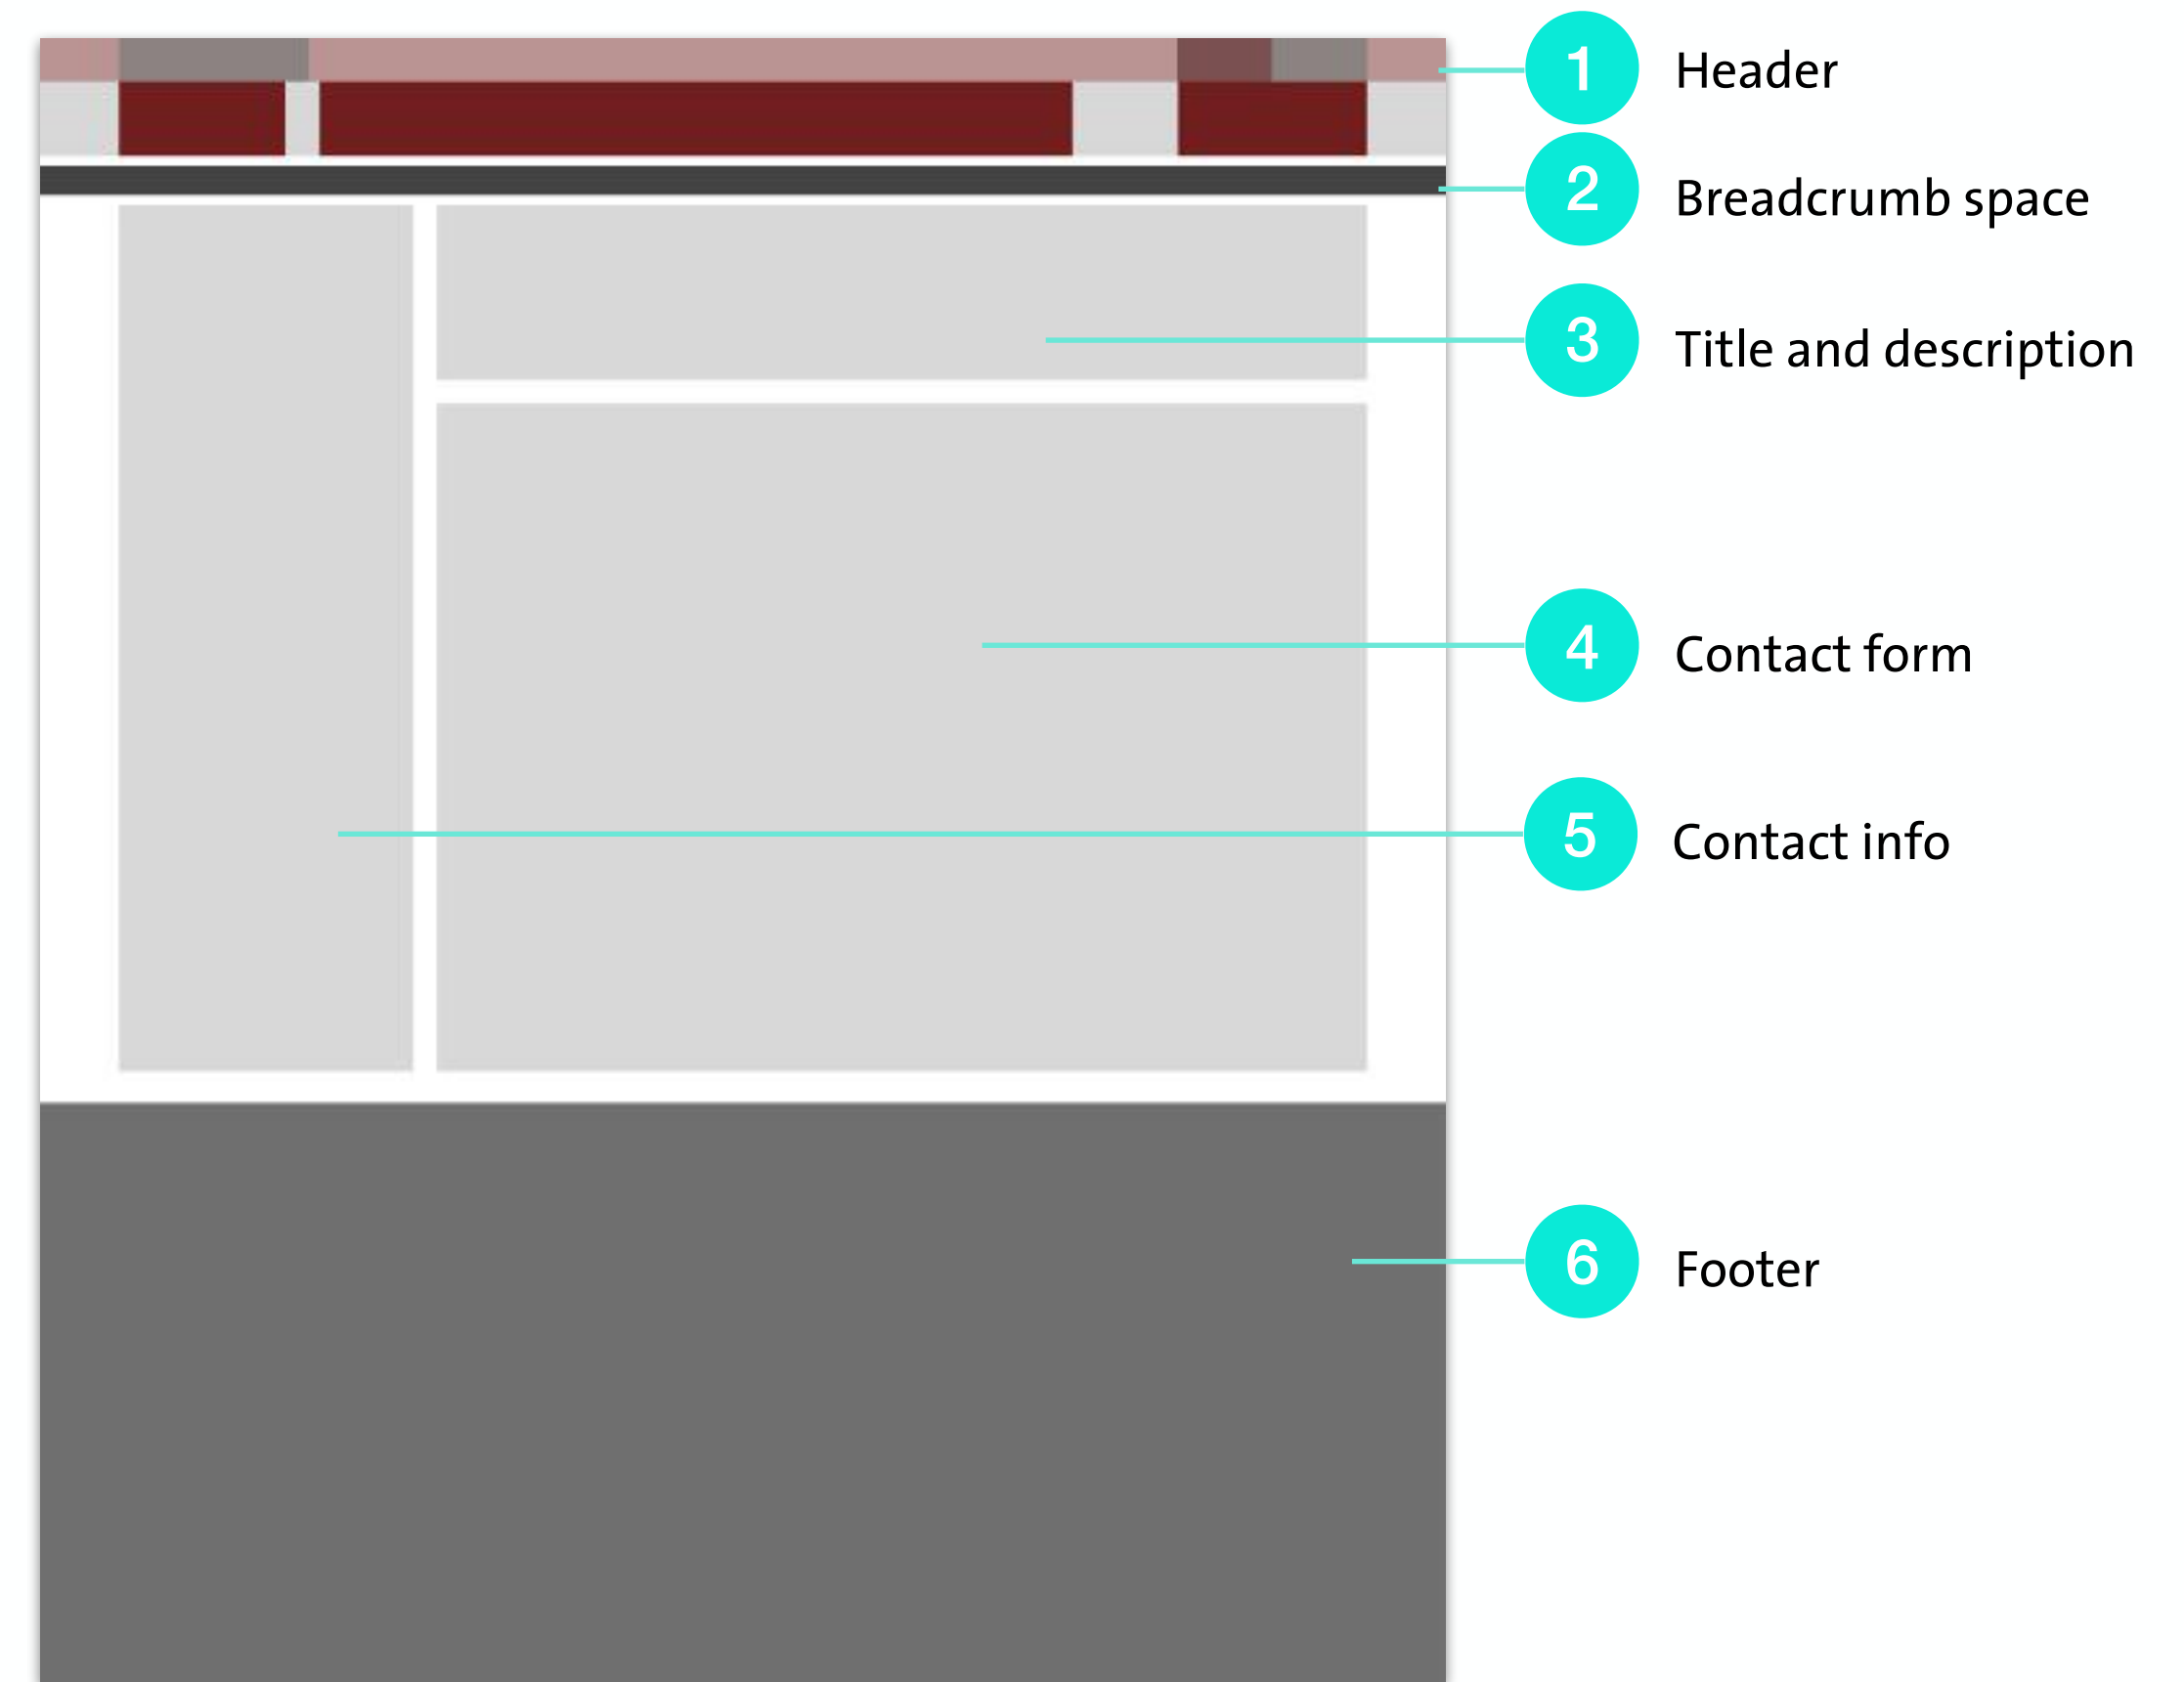 1 Header
2 Breadcrumb space
3 Title and description
4 Contact form
5 Contact info
6 Footer